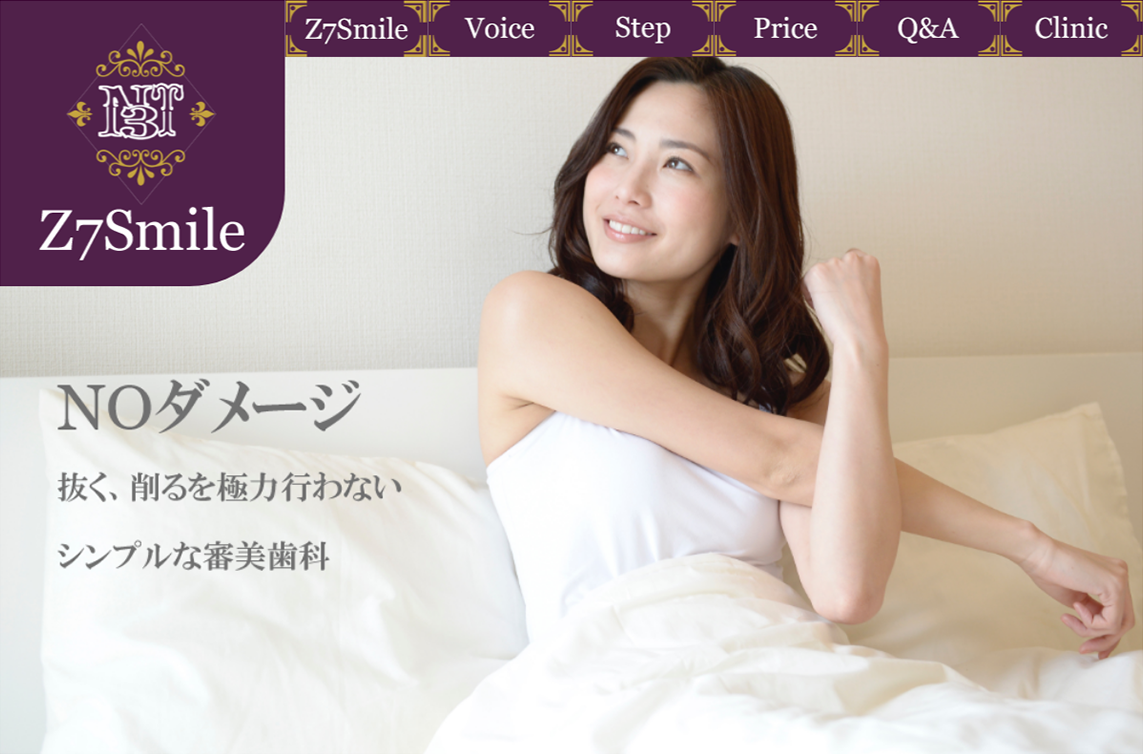 Z7Smile
Voice
Step
Price
Q&A
Clinic
N3T
Z7Smile
NOダメージ
抜く、削るを極力行わない
シンプルな審美歯科